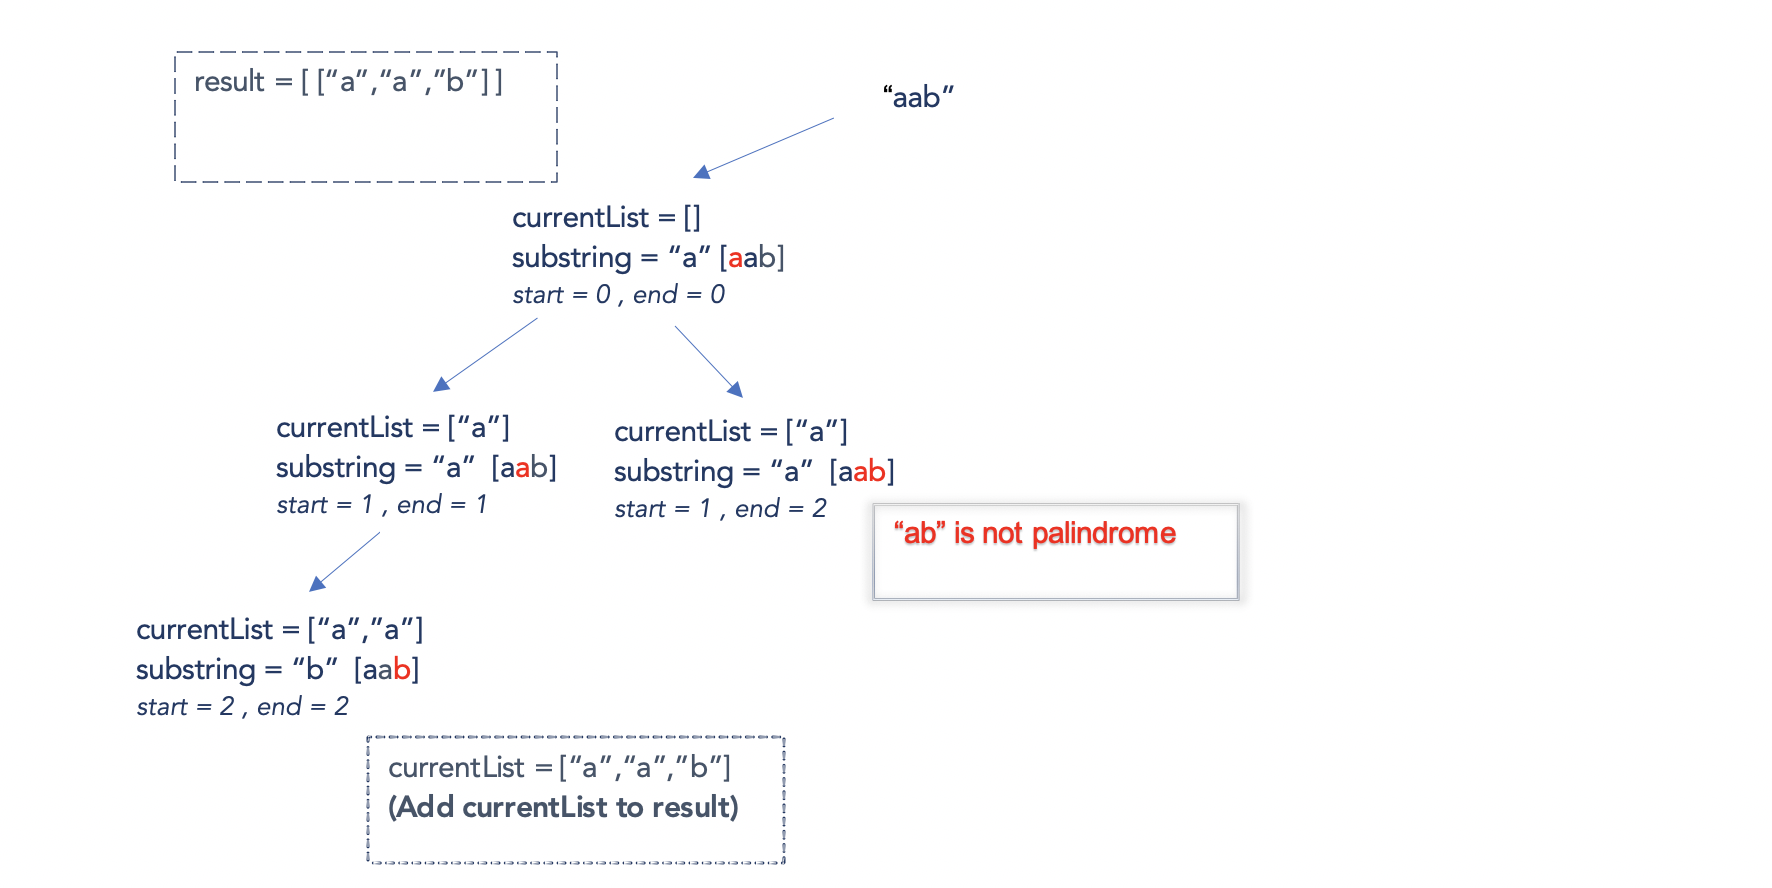 result = [ [“a”,“a”,“b”] ]
“aab”
currentList = []
substring = “a” [aab]
start = 0 , end = 0
currentList = [“a”]
substring = “a”  [aab]
start = 1 , end = 1
currentList = [“a”]
substring = “a”  [aab]
start = 1 , end = 2
“ab” is not palindrome
currentList = [“a”,”a”]
substring = “b”  [aab]
start = 2 , end = 2
currentList = [“a”,“a”,”b”]
(Add currentList to result)